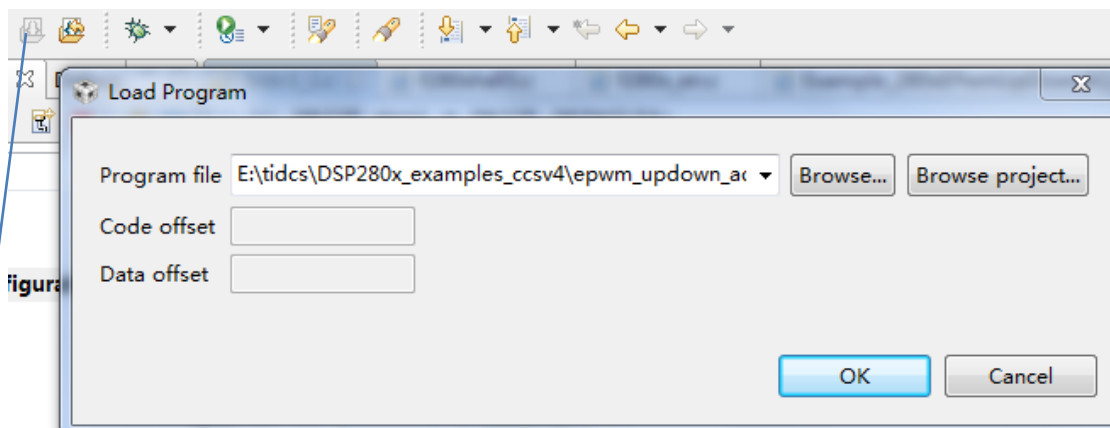 Load Program
Program file E:\tidcs\DSP280x_examples_ccsv4\epwm_updown_ac Browse... Browse project...
Code offset
Data offset
figura
OK Cancel